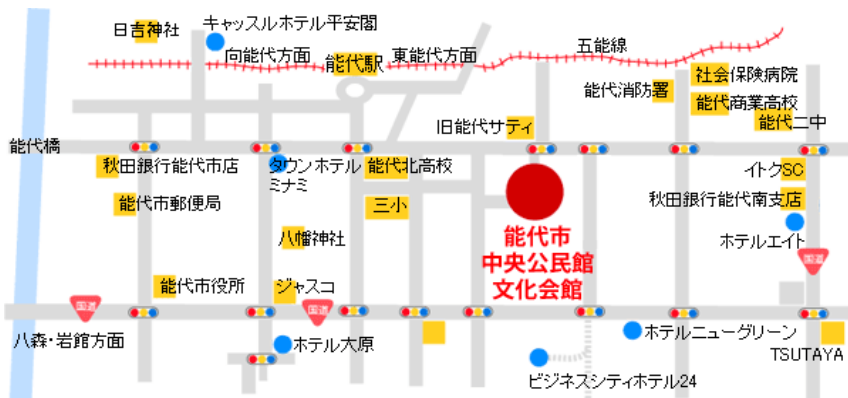 日吉神社
キャッスルホテル平安閣
向能代方面
能代駅
東能代方面
五能線
能代消防署
社会保険病院
能代商業高校
能代二中
旧能代サティ
能代橋
秋田銀行能代市店
タウンホテル
ミナミ
能代北高校
イトクSC
能代市郵便局
三小
秋田銀行能代南支店
八幡神社
能代市
中央公民館
文化会館
ホテルエイト
国道
能代市役所
ジャスコ
国道
国道
八森・岩館方面
ホテル大原
ホテルニューグリーン
TSUTAYA
ビジネスシティホテル24